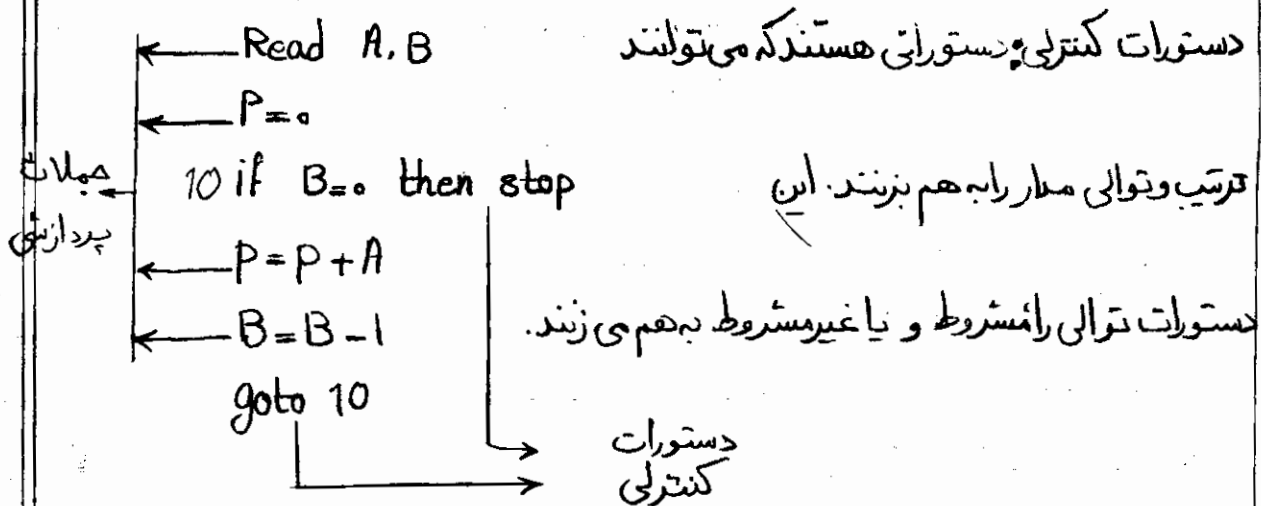 دستورات کنترلی: دستوراتی هستند که می‌توانند
ترتیب و توالی مدار را به هم بزنند. این
دستورات توالی را مشروط و یا غیرمشروط به هم می زنند.
Read A, B
P=0
10 if B=0 then stop
P=P+A
B=B-1
goto 10
جملات
پردازشی
دستورات
کنترلی